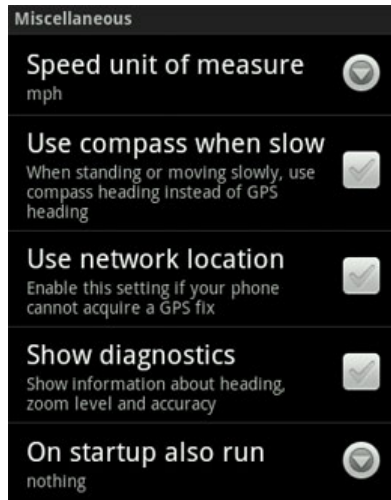 Miscellaneous
Speed unit of measure
mph
Use compass when slow
When standing or moving slowly, use
compass heading instead of GPS
heading
Use network location
Enable this setting if your phone
cannot acquire a GPS fix
Show diagnostics
Show information about heading,
zoom level and accuracy
On startup also run
nothing